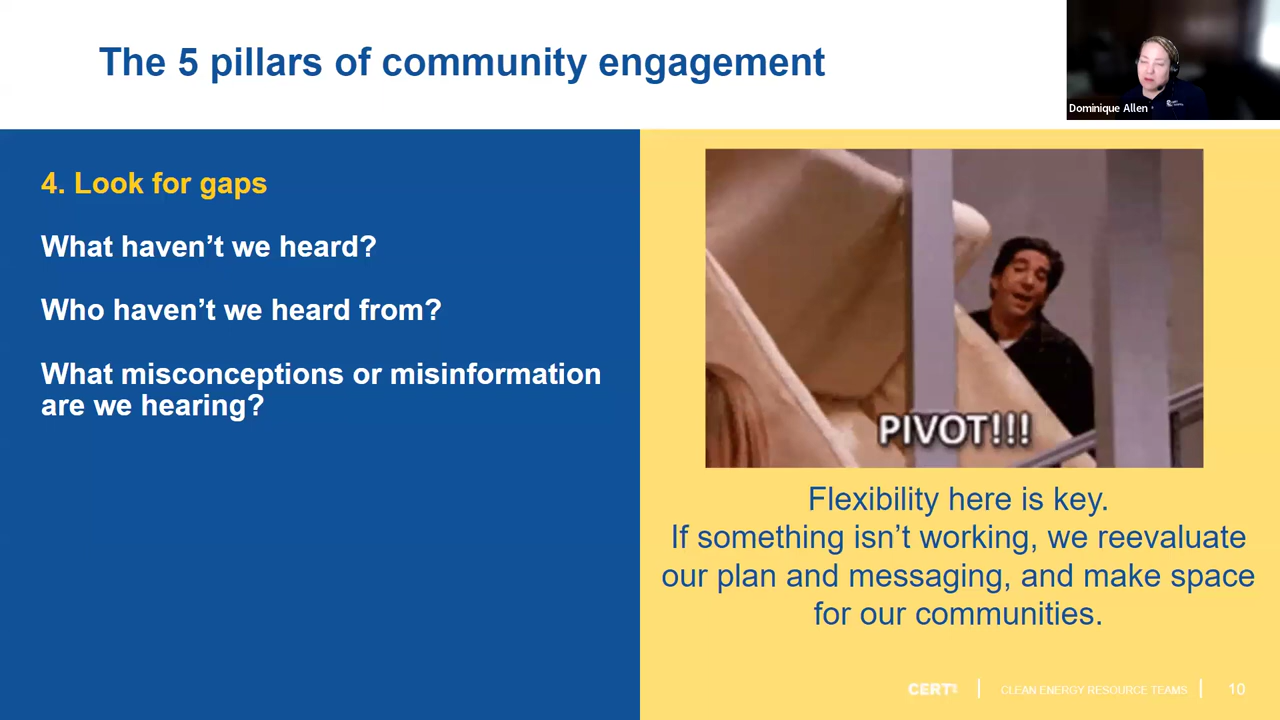 The 5 pillars of community engagement
Dominique Allen
4. Look for gaps
What haven’t we heard?
Who haven’t we heard from?
What misconceptions or misinformation
are we hearing?
PIVOT!!!
Flexibility here is key.
If something isn’t working, we reevaluate
our plan and messaging, and make space
for our communities.
CERTs | CLEAN ENERGY RESOURCE TEAMS | 10